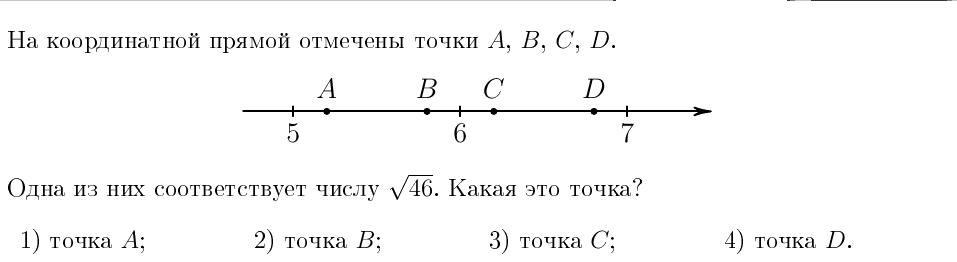 На координатной прямой отмечены точки A, B, C, D.
A B C D
5 6 7
Одна из них соответствует числу √46. Какая это точка?
1) точка A; 2) точка B; 3) точка C; 4) точка D.